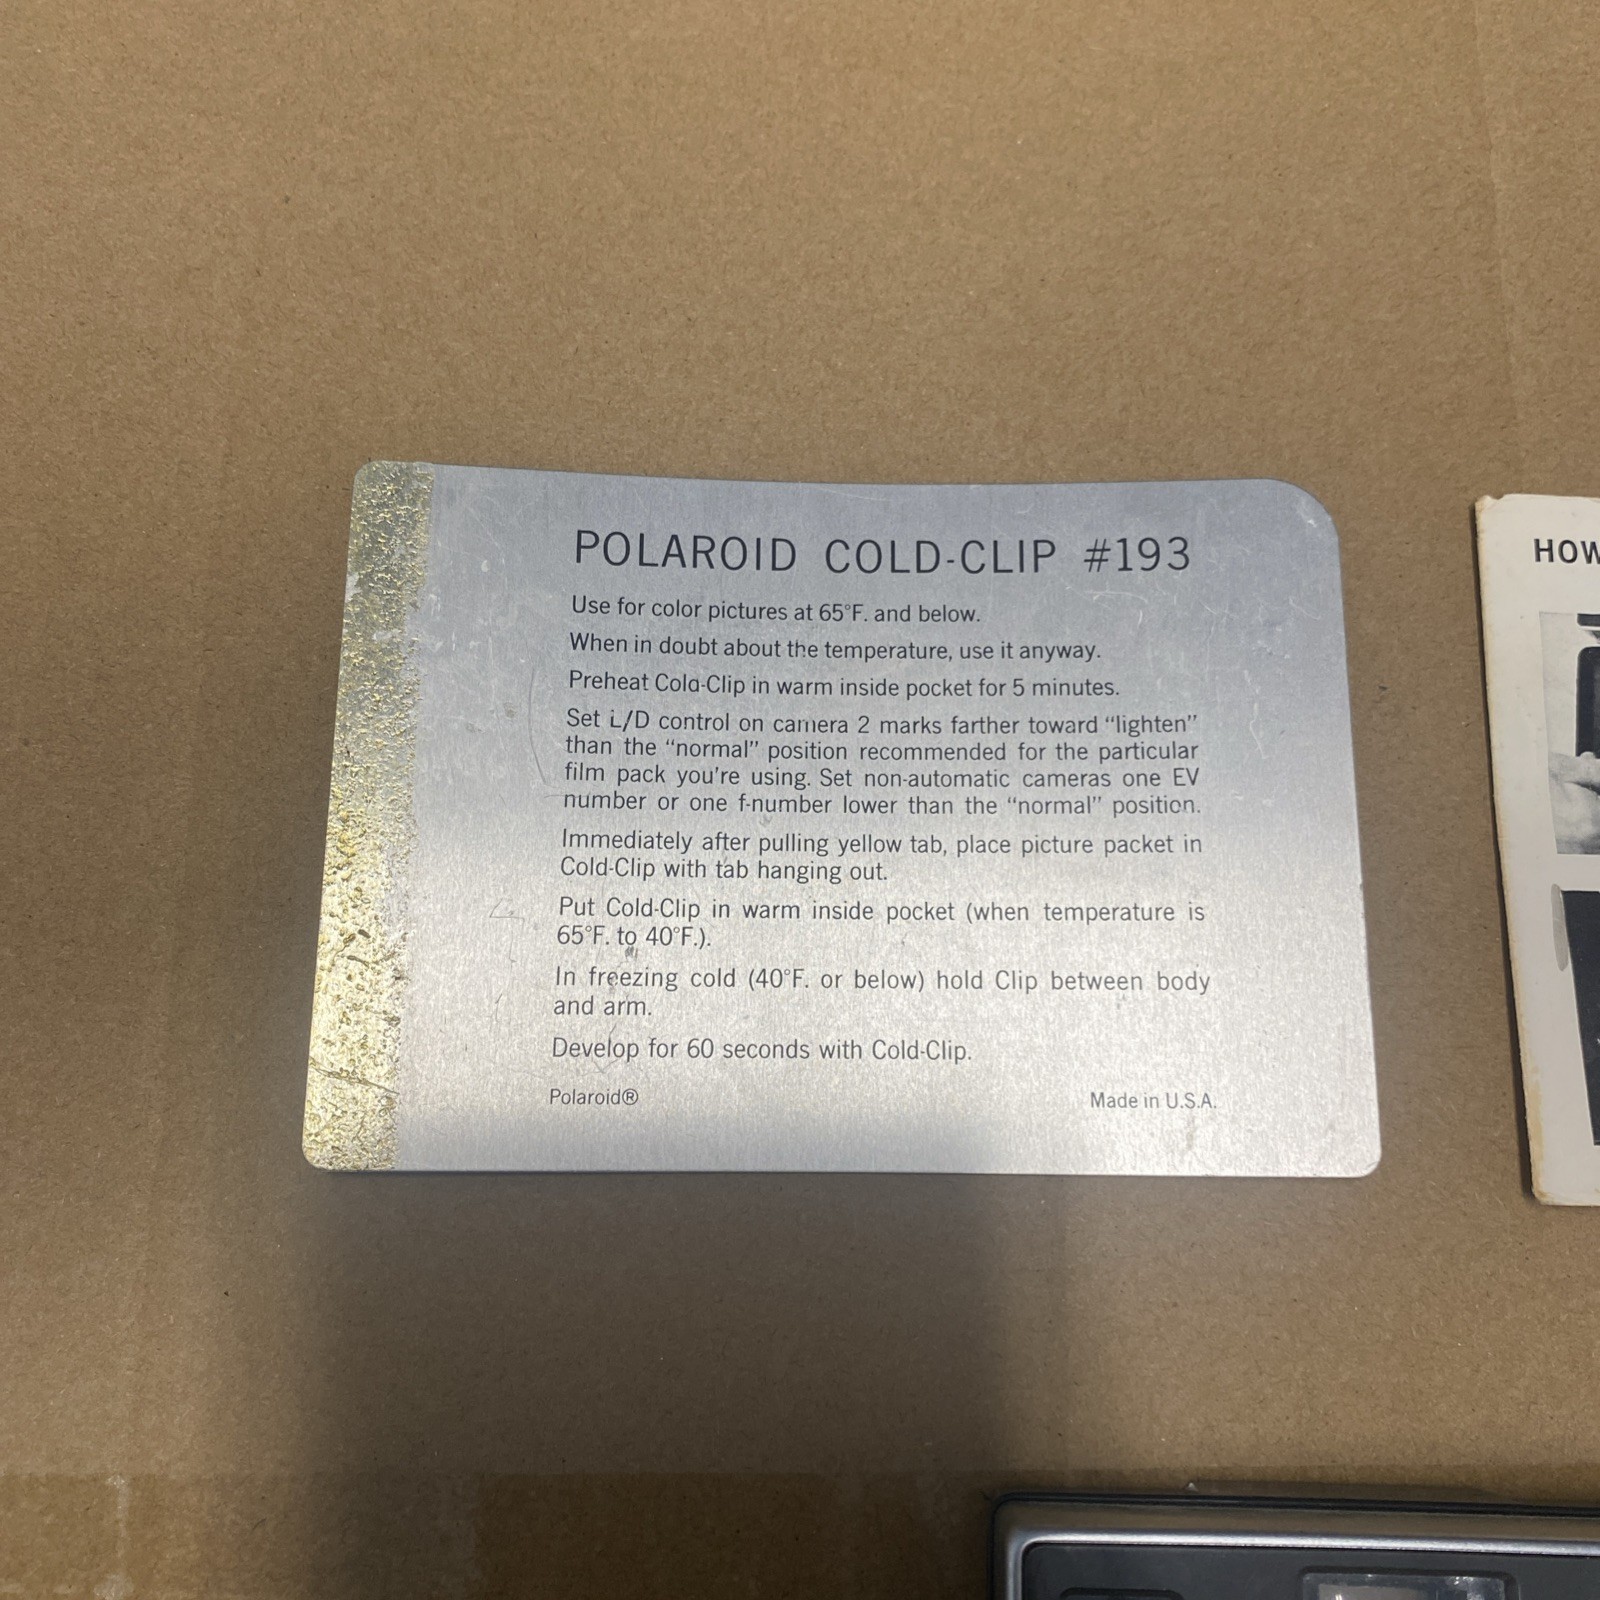 POLAROID COLD-CLIP #193
Use for color pictures at 65°F. and below.
When in doubt about the temperature, use it anyway.
Preheat Cold-Clip in warm inside pocket for 5 minutes.
Set L/D control on camera 2 marks farther toward “lighten”
than the “normal” position recommended for the particular
film pack you're using. Set non-automatic cameras one EV
number or one f-number lower than the “normal” position.
Immediately after pulling yellow tab, place picture packet in
Cold-Clip with tab hanging out.
Put Cold-Clip in warm inside pocket (when temperature is
65°F. to 40°F.).
In freezing cold (40°F. or below) hold Clip between body
and arm.
Develop for 60 seconds with Cold-Clip.
Polaroid® Made in U.S.A.
HOW